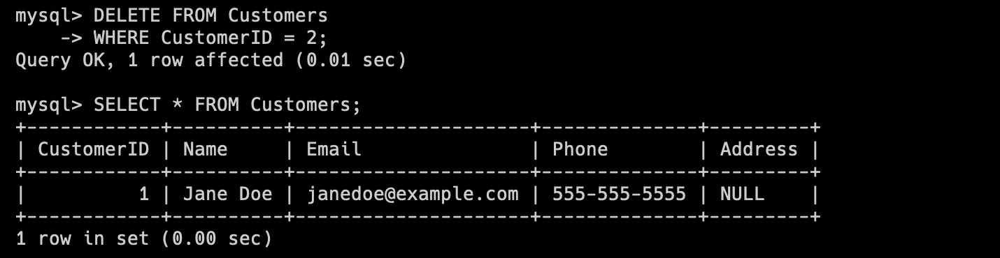 mysql> DELETE FROM Customers
    -> WHERE CustomerID = 2;
Query OK, 1 row affected (0.01 sec)

mysql> SELECT * FROM Customers;
+------------+----------+---------------------+--------------+---------+
| CustomerID | Name     | Email               | Phone        | Address |
+------------+----------+---------------------+--------------+---------+
|          1 | Jane Doe | janedoe@example.com | 555-555-5555 | NULL    |
+------------+----------+---------------------+--------------+---------+
1 row in set (0.00 sec)